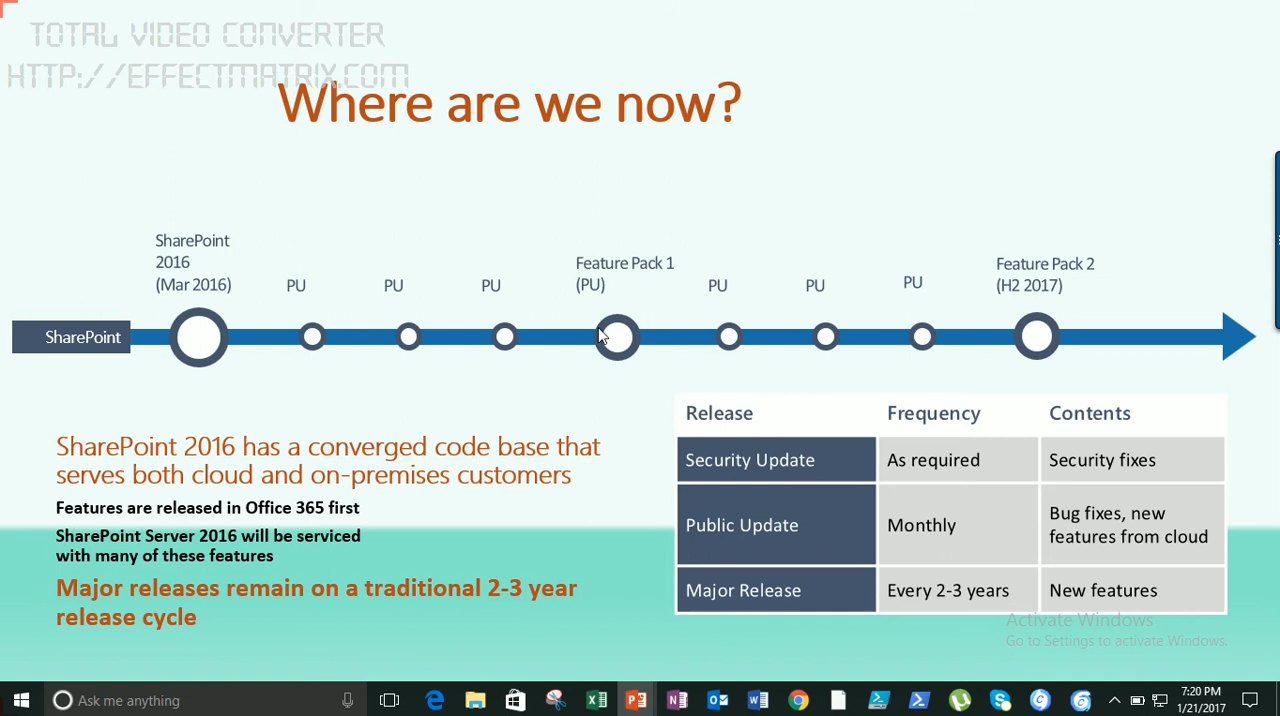 TOTAL VIDEO CONVERTER
HTTP://EFFECTMATRIX.COM
Where are we now?
SharePoint
2016
(Mar 2016)
PU
PU
PU
Feature Pack 1
(PU)
PU
PU
PU
Feature Pack 2
(H2 2017)
SharePoint
SharePoint 2016 has a converged code base that
serves both cloud and on-premises customers
Features are released in Office 365 first
SharePoint Server 2016 will be serviced
with many of these features
Major releases remain on a traditional 2-3 year
release cycle
Release Frequency Contents
Security Update As required Security fixes
Public Update Monthly Bug fixes, new
features from cloud
Major Release Every 2-3 years New features
Activate Windows
Go to Settings to activate Windows.
Ask me anything
7:20 PM
1/21/2017